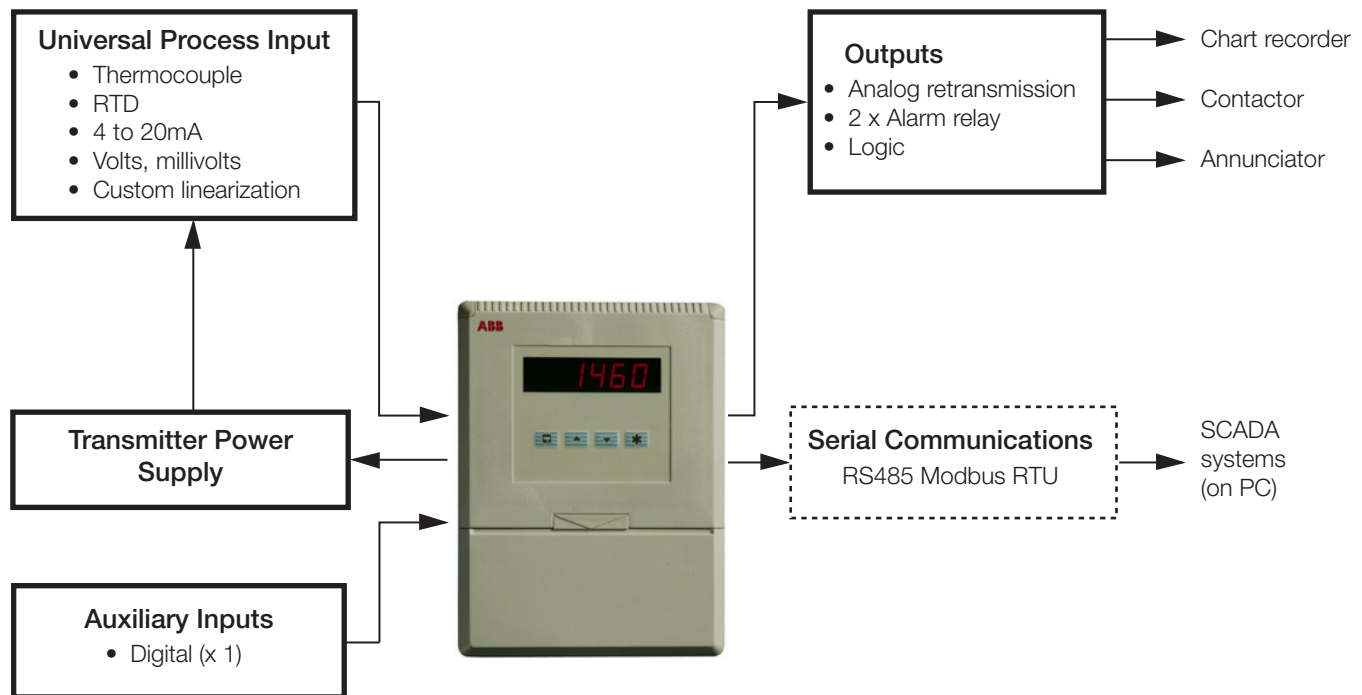 Universal Process Input
• Thermocouple
• RTD
• 4 to 20mA
• Volts, millivolts
• Custom linearization
Transmitter Power
Supply
Auxiliary Inputs
• Digital (x 1)
ABB
1460
Outputs
• Analog retransmission
• 2 x Alarm relay
• Logic
Chart recorder
Contactor
Annunciator
Serial Communications
RS485 Modbus RTU
SCADA
systems
(on PC)